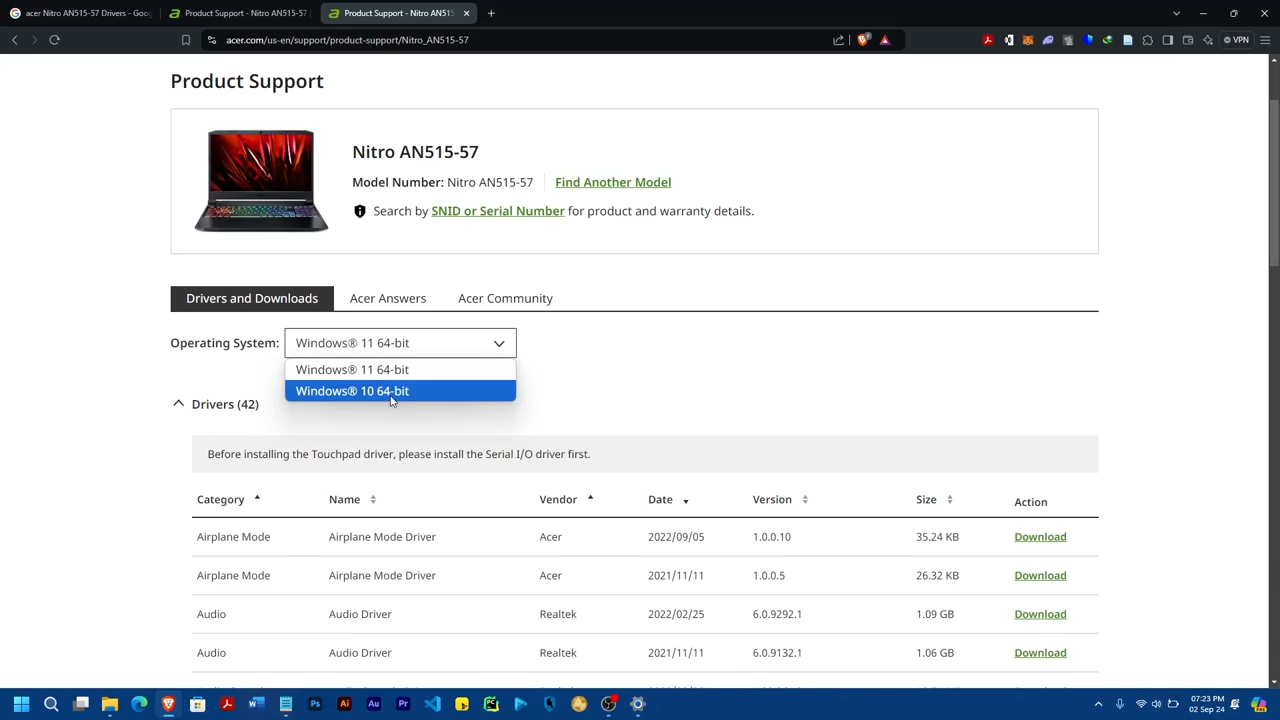 acer Nitro AN515-57 Drivers - Goog
Product Support - Nitro AN515-57
Product Support - Nitro AN515
acer.com/us-en/support/product-support/Nitro_AN515-57
VPN
Product Support
Nitro AN515-57
Model Number: Nitro AN515-57
Find Another Model
Search by SNID or Serial Number for product and warranty details.
Drivers and Downloads
Acer Answers
Acer Community
Operating System:
Windows® 11 64-bit
Windows® 11 64-bit
Windows® 10 64-bit
Drivers (42)
Before installing the Touchpad driver, please install the Serial I/O driver first.
Category Name Vendor Date Version Size Action
Airplane Mode Airplane Mode Driver Acer 2022/09/05 1.0.0.10 35.24 KB Download
Airplane Mode Airplane Mode Driver Acer 2021/11/11 1.0.0.5 26.32 KB Download
Audio Audio Driver Realtek 2022/02/25 6.0.9292.1 1.09 GB Download
Audio Audio Driver Realtek 2021/11/11 6.0.9132.1 1.06 GB Download
07:23 PM
02 Sep 24